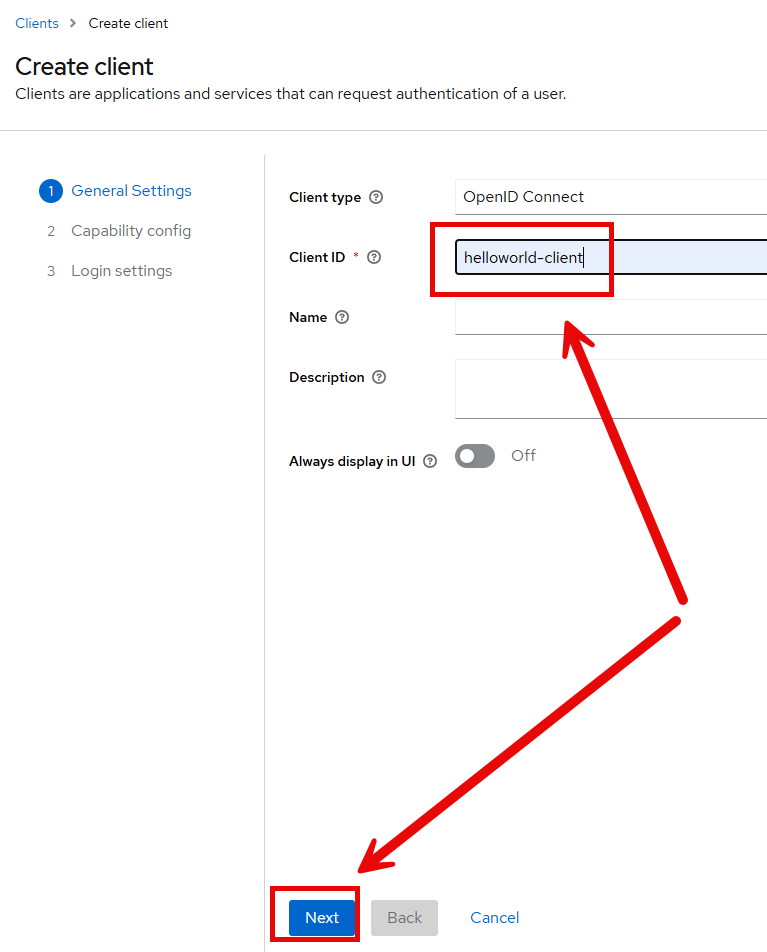 Clients > Create client
Create client
Clients are applications and services that can request authentication of a user.
1 General Settings
2 Capability config
3 Login settings
Client type ? OpenID Connect
Client ID * ? helloworld-client
Name ?
Description ?
Always display in UI ? Off
Next Back Cancel